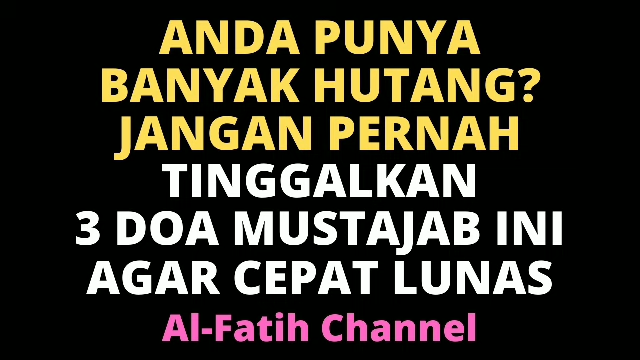 ANDA PUNYA
BANYAK HUTANG?
JANGAN PERNAH
TINGGALKAN
3 DOA MUSTAJAB INI
AGAR CEPAT LUNAS
Al-Fatih Channel